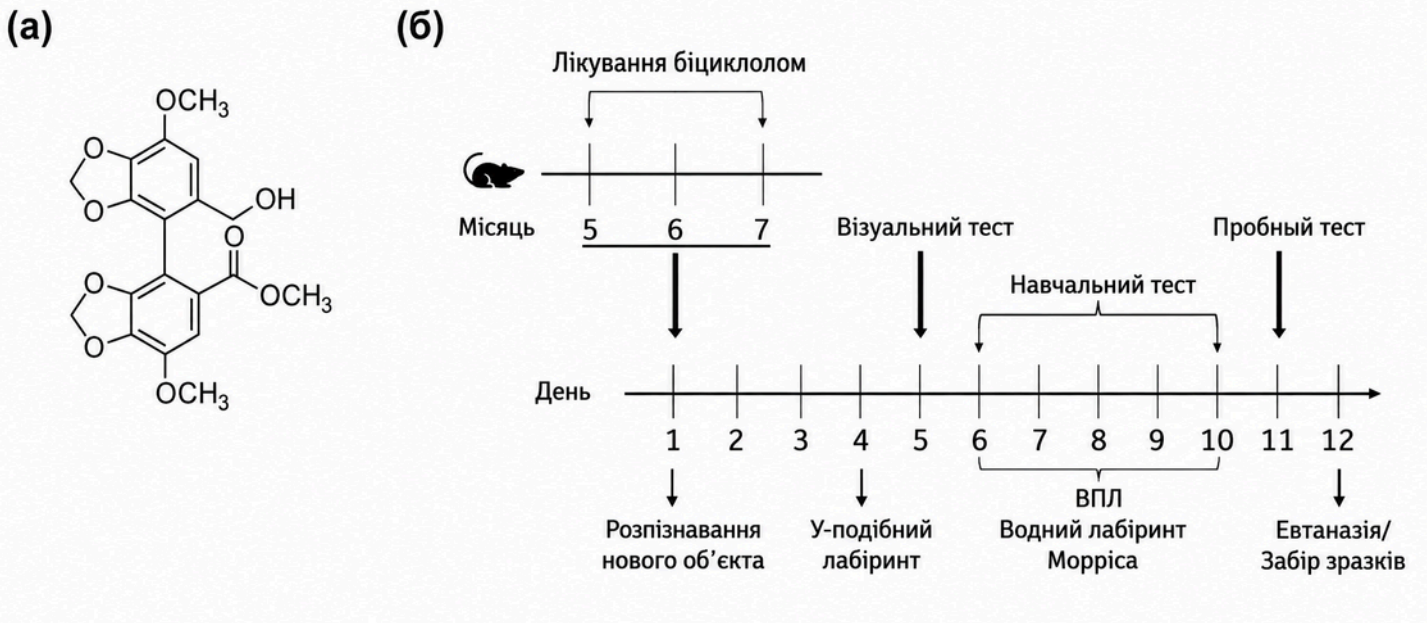 (а)
OCH3
O
O
OH
O
O
O
OCH3
OCH3
(б)
Лікування біциклолом
Місяць
5 6 7
Візуальний тест
Пробный тест
Навчальний тест
День
1 2 3 4 5 6 7 8 9 10 11 12
Розпізнавання
нового об’єкта
У-подібний
лабіринт
ВПЛ
Водний лабіринт
Морріса
Евтаназія/
Забір зразків